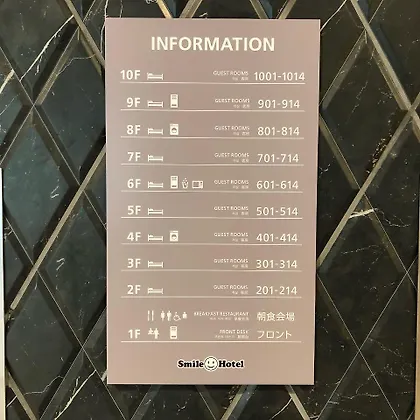 INFORMATION
10F GUEST ROOMS 1001-1014
9F GUEST ROOMS 901-914
8F GUEST ROOMS 801-814
7F GUEST ROOMS 701-714
6F GUEST ROOMS 601-614
5F GUEST ROOMS 501-514
4F GUEST ROOMS 401-414
3F GUEST ROOMS 301-314
2F GUEST ROOMS 201-214
BREAKFAST RESTAURANT 朝食会場
1F FRONT DESK フロント
Smile Hotel